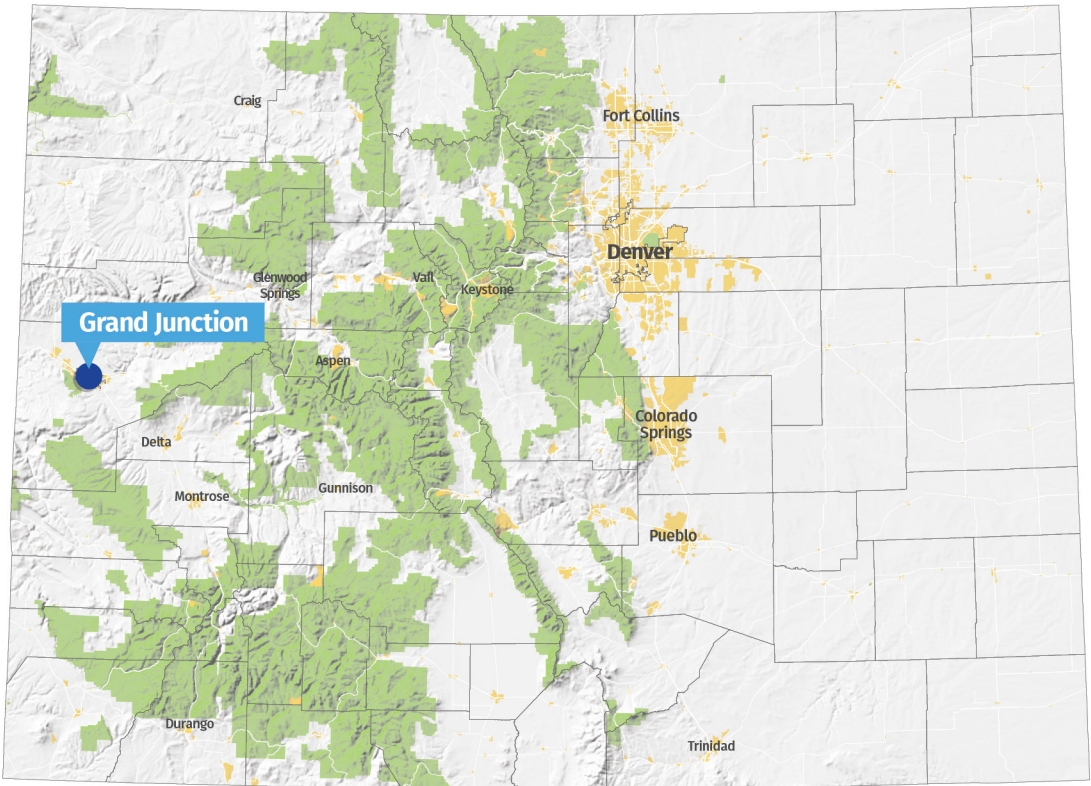 Craig
Fort Collins
Denver
Glenwood
Springs
Vail
Keystone
Grand Junction
Aspen
Colorado
Springs
Delta
Montrose
Gunnison
Pueblo
Durango
Trinidad